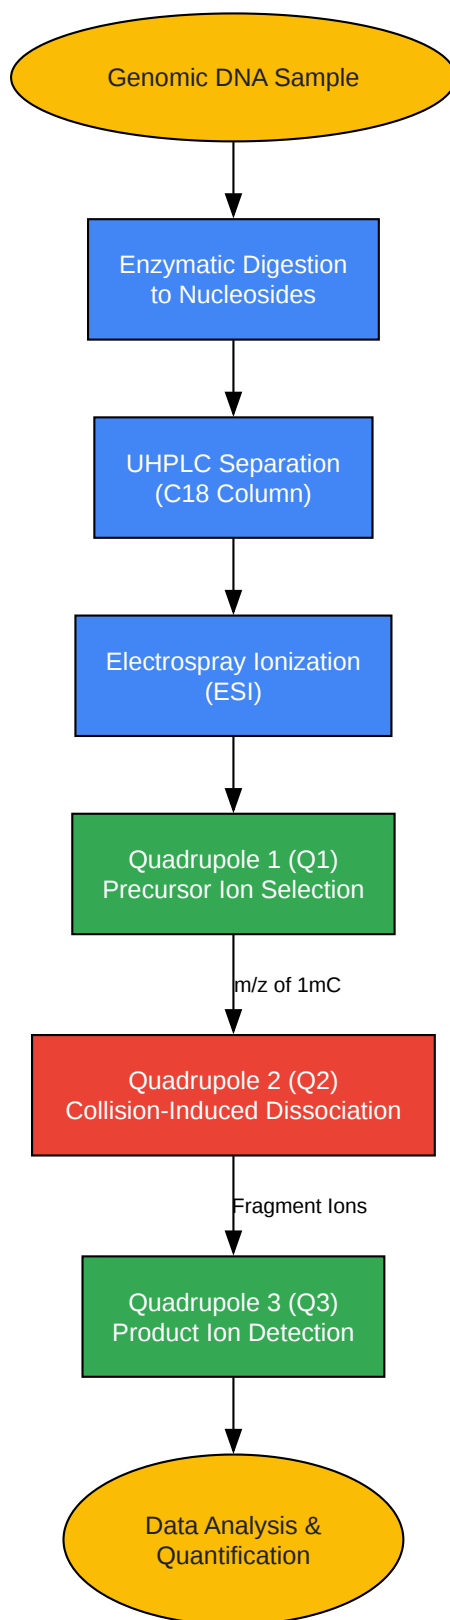 Genomic DNA Sample
Enzymatic Digestion
to Nucleosides
UHPLC Separation
(C18 Column)
Electrospray Ionization
(ESI)
Quadrupole 1 (Q1)
Precursor Ion Selection
m/z of 1mC
Quadrupole 2 (Q2)
Collision-Induced Dissociation
Fragment Ions
Quadrupole 3 (Q3)
Product Ion Detection
Data Analysis &
Quantification